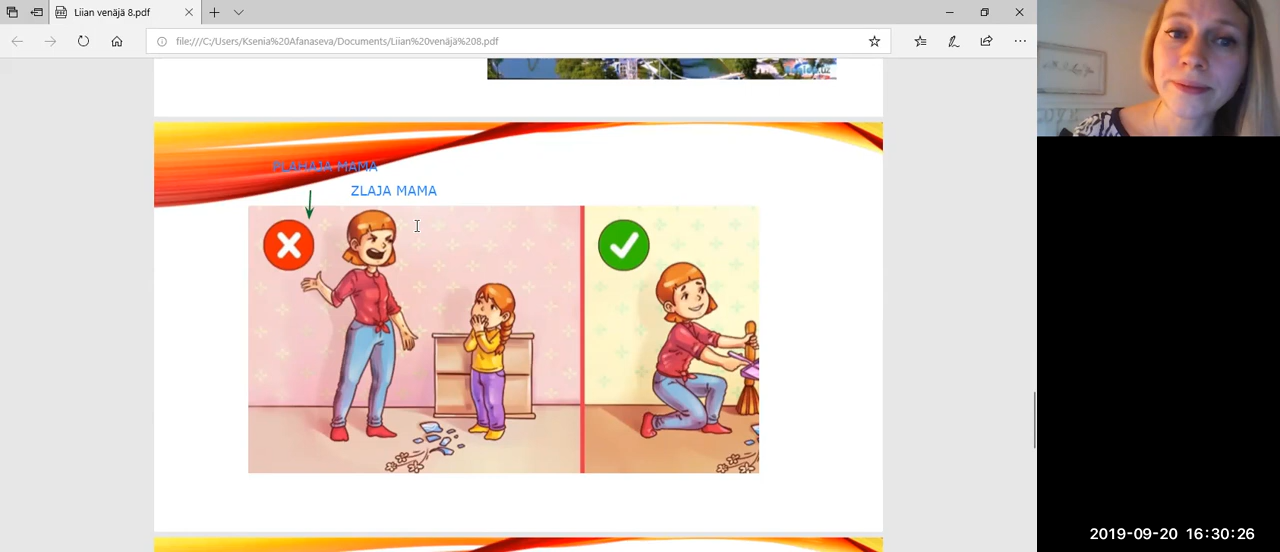 Liian venäjä 8.pdf
file:///C:/Users/Ksenia%20Afanaseva/Documents/Liian%20venäjä%208.pdf
PLAHAJA MAMA
ZLAJA MAMA
2019-09-20 16:30:26